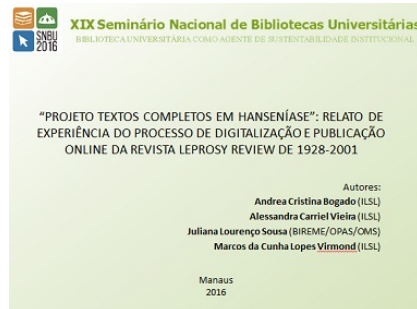 SNBU
2016
XIX Seminário Nacional de Bibliotecas Universitárias
BIBLIOTECA UNIVERSITÁRIA COMO AGENTE DE SUSTENTABILIDADE INSTITUCIONAL
“PROJETO TEXTOS COMPLETOS EM HANSENÍASE”: RELATO DE
EXPERIÊNCIA DO PROCESSO DE DIGITALIZAÇÃO E PUBLICAÇÃO
ONLINE DA REVISTA LEPROSY REVIEW DE 1928-2001
Autores:
Andrea Cristina Bogado (ILSL)
Alessandra Carriel Vieira (ILSL)
Juliana Lourenço Sousa (BIREME/OPAS/OMS)
Marcos da Cunha Lopes Virmond (ILSL)
Manaus
2016